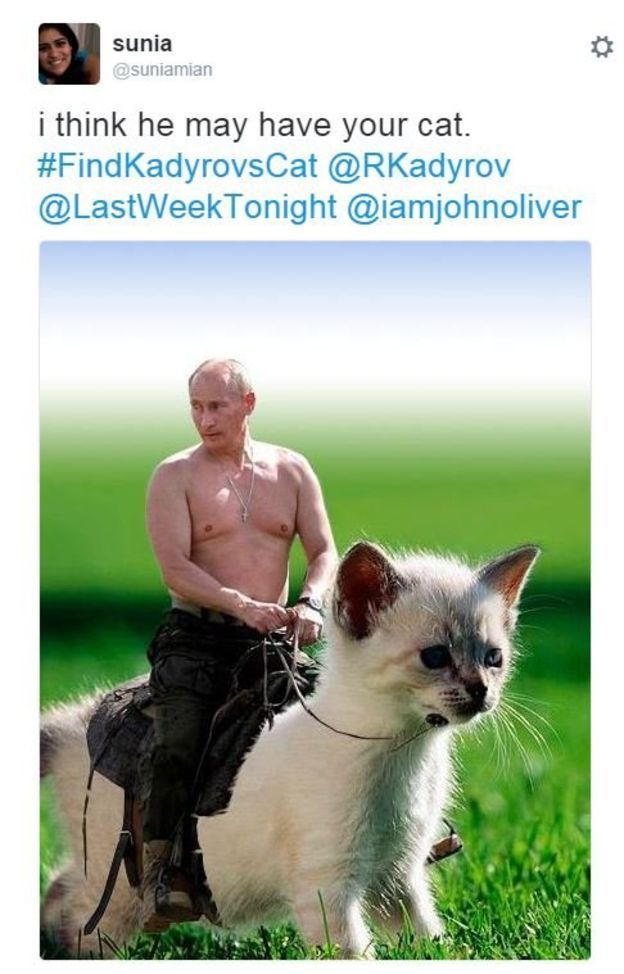 sunia
@suniamian
i think he may have your cat.
#FindKadyrovsCat @RKadyrov
@LastWeekTonight @iamjohnoliver